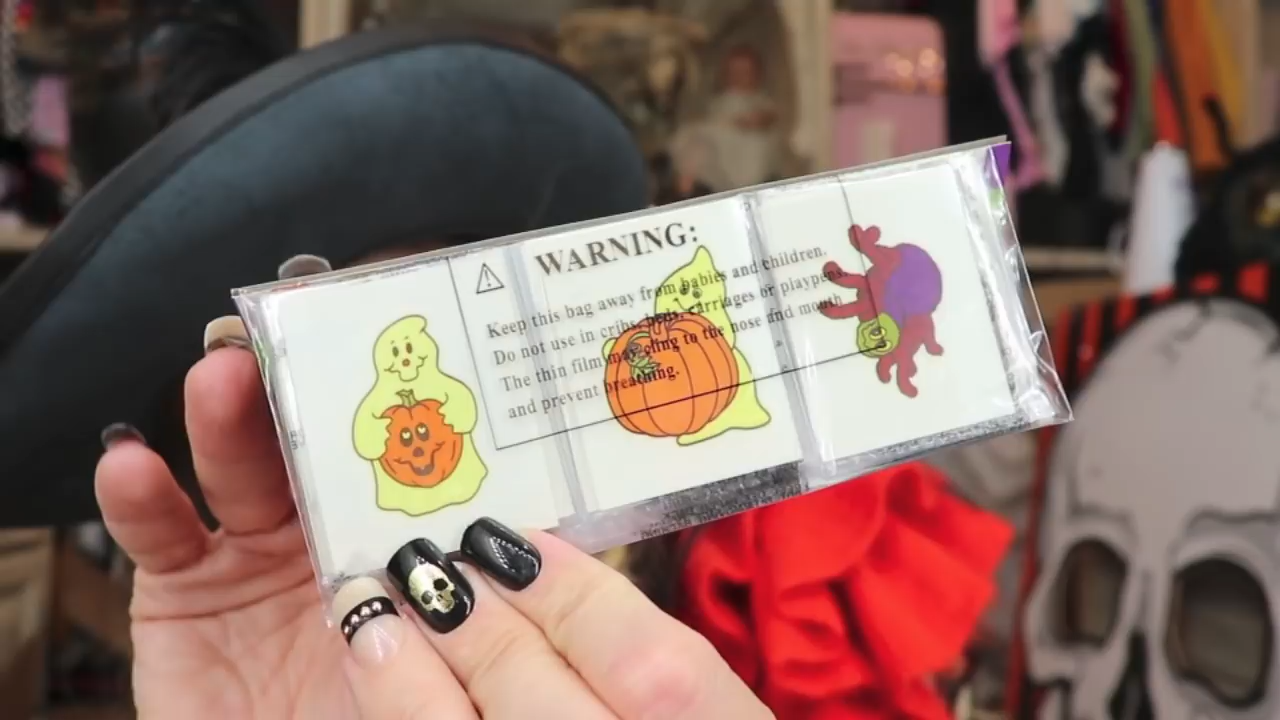 WARNING:
Keep this bag away from babies and children.
Do not use in cribs, beds, carriages or playpens.
The thin film may cling to the nose and mouth
and prevent breathing.